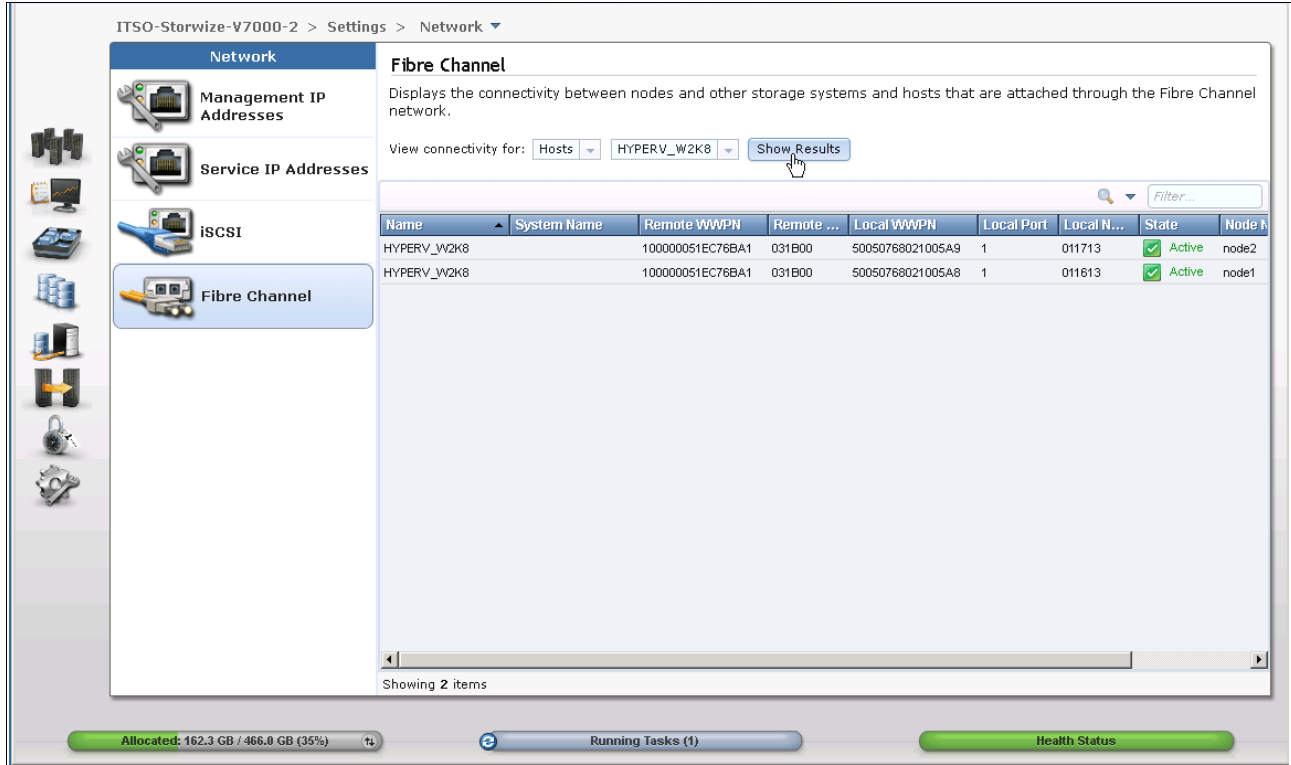 ITSO-Storwize-V7000-2 > Settings > Network
Network
Management IP
Addresses
Service IP Addresses
iSCSI
Fibre Channel
Fibre Channel
Displays the connectivity between nodes and other storage systems and hosts that are attached through the Fibre Channel
network.
View connectivity for: Hosts HYPERV_W2K8 Show Results
Filter...
Name System Name Remote WWPN Remote ... Local WWPN Local Port Local N... State Node N
HYPERV_W2K8 100000051EC76BA1 031B00 50050768021005A9 1 011713 Active node2
HYPERV_W2K8 100000051EC76BA1 031B00 50050768021005A8 1 011613 Active node1
Showing 2 items
Allocated: 162.3 GB / 466.0 GB (35%) Running Tasks (1) Health Status